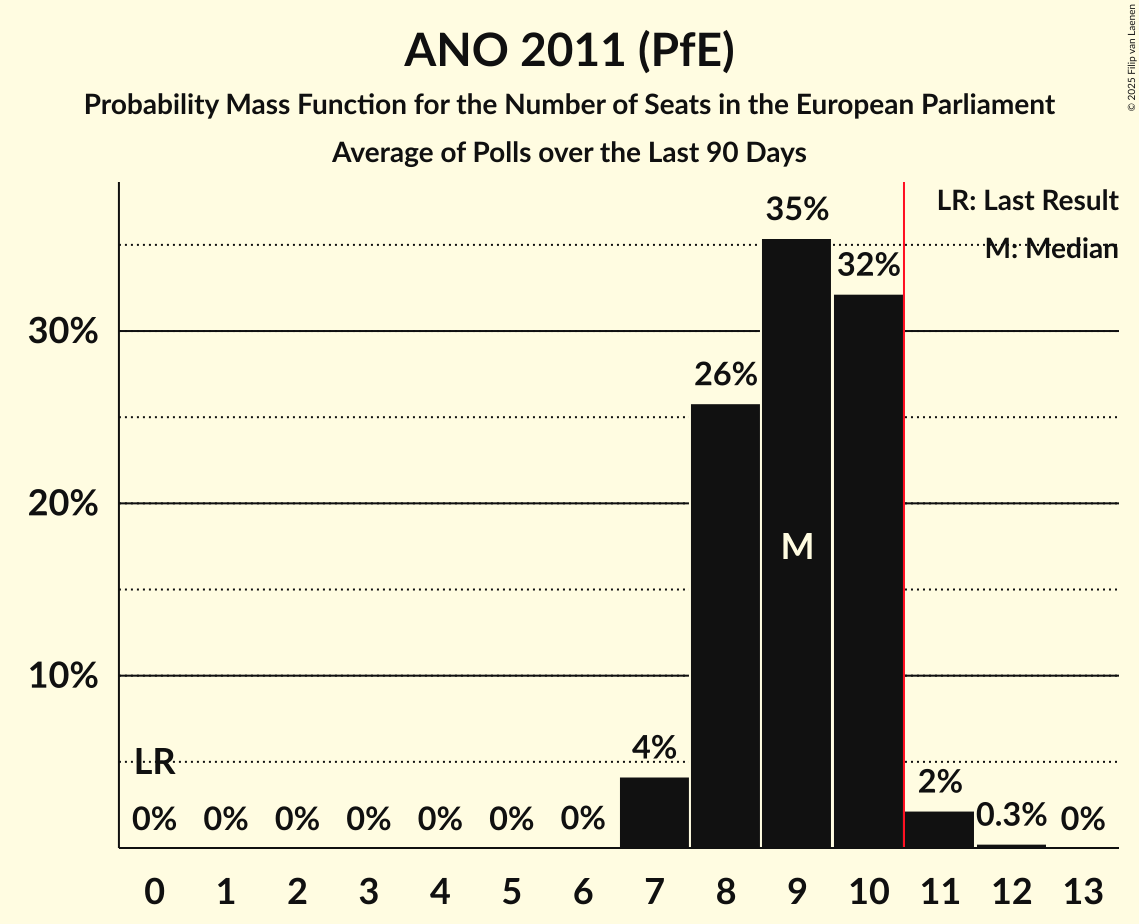 ANO 2011 (PfE)
Probability Mass Function for the Number of Seats in the European Parliament
Average of Polls over the Last 90 Days
© 2025 Filip van Laenen
LR: Last Result
M: Median
35%
32%
30%
26%
20%
M
10%
4%
LR
2%
0% 0% 0% 0% 0% 0% 0% 0.3% 0%
0 1 2 3 4 5 6 7 8 9 10 11 12 13